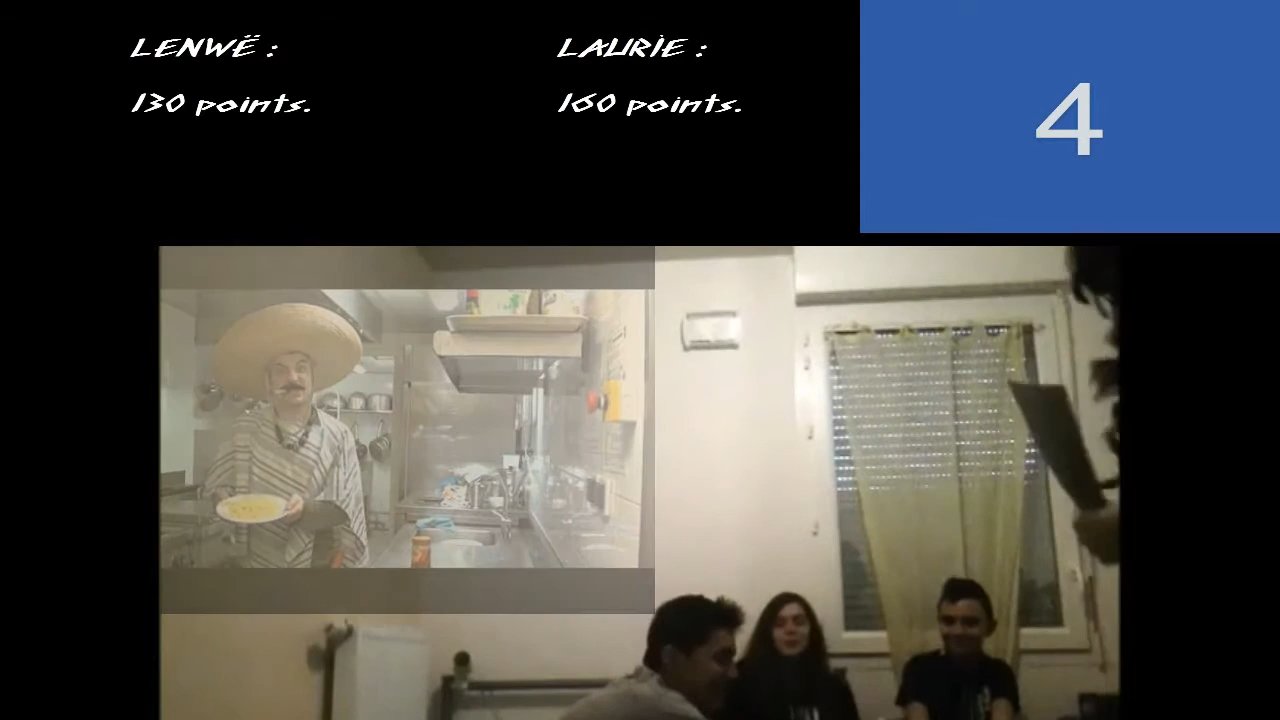 LENWË :
130 points.
LAURIE :
160 points.
4